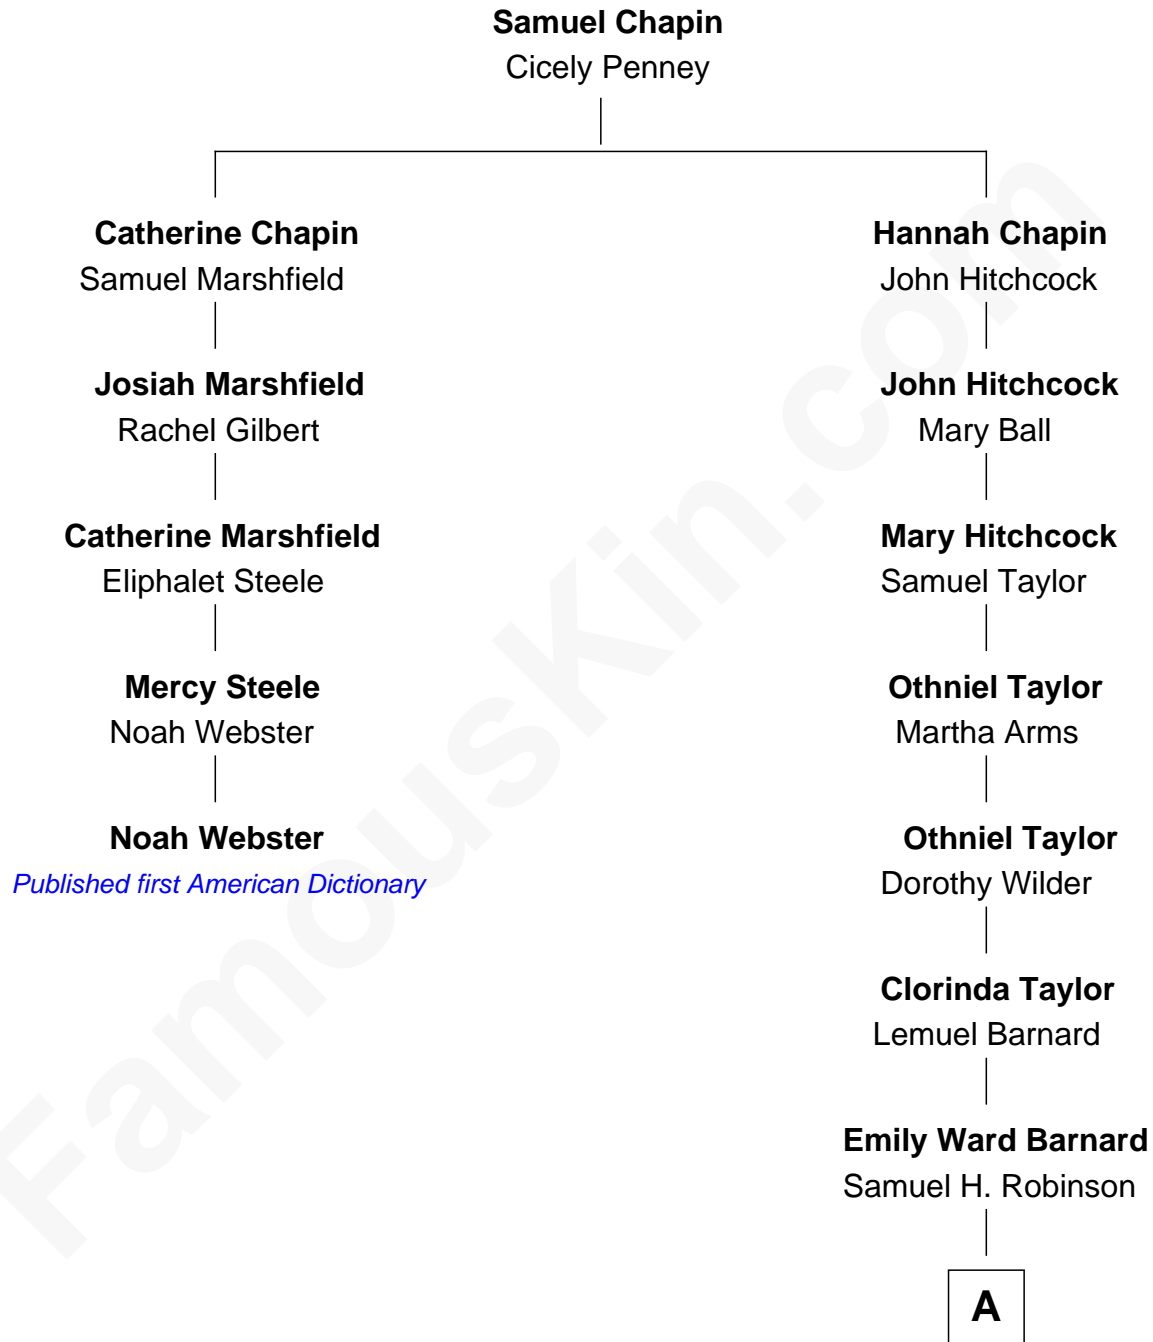 Samuel Chapin
Cicely Penney
Catherine Chapin
Samuel Marshfield
Josiah Marshfield
Rachel Gilbert
Catherine Marshfield
Eliphalet Steele
Mercy Steele
Noah Webster
Noah Webster
Published first American Dictionary
Hannah Chapin
John Hitchcock
John Hitchcock
Mary Ball
Mary Hitchcock
Samuel Taylor
Othniel Taylor
Martha Arms
Othniel Taylor
Dorothy Wilder
Clorinda Taylor
Lemuel Barnard
Emily Ward Barnard
Samuel H. Robinson
A
FamousKin.com